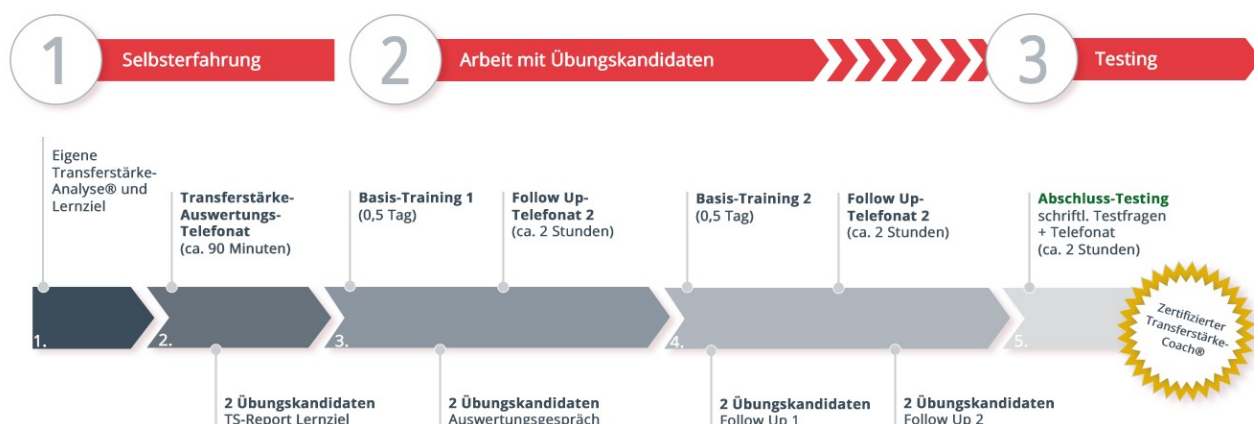 1
Selbsterfahrung
2
Arbeit mit Übungskandidaten
3
Testing
Eigene
Transferstärke-
Analyse® und
Lernziel
Transferstärke-
Auswertungs-
Telefonat
(ca. 90 Minuten)
Basis-Training 1
(0,5 Tag)
Follow Up-
Telefonat 2
(ca. 2 Stunden)
Basis-Training 2
(0,5 Tag)
Follow Up-
Telefonat 2
(ca. 2 Stunden)
Abschluss-Testing
schriftl. Testfragen
+ Telefonat
(ca. 2 Stunden)
1.
2.
3.
4.
5.
Zertifizierter
Transferstärke-
Coach®
2 Übungskandidaten
TS-Report Lernziel
2 Übungskandidaten
Auswertungsgespräch
2 Übungskandidaten
Follow Up 1
2 Übungskandidaten
Follow Up 2